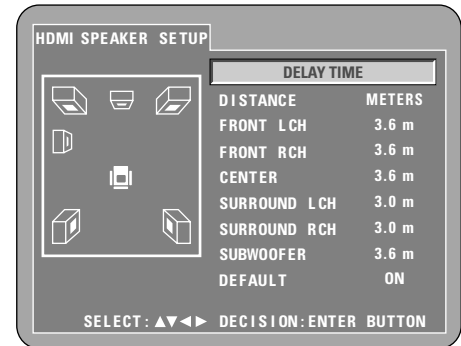 HDMI SPEAKER SETUP
DELAY TIME
DISTANCE METERS
FRONT LCH 3.6 m
FRONT RCH 3.6 m
CENTER 3.6 m
SURROUND LCH 3.0 m
SURROUND RCH 3.0 m
SUBWOOFER 3.6 m
DEFAULT ON
SELECT:▲▼◀▶ DECISION:ENTER BUTTON